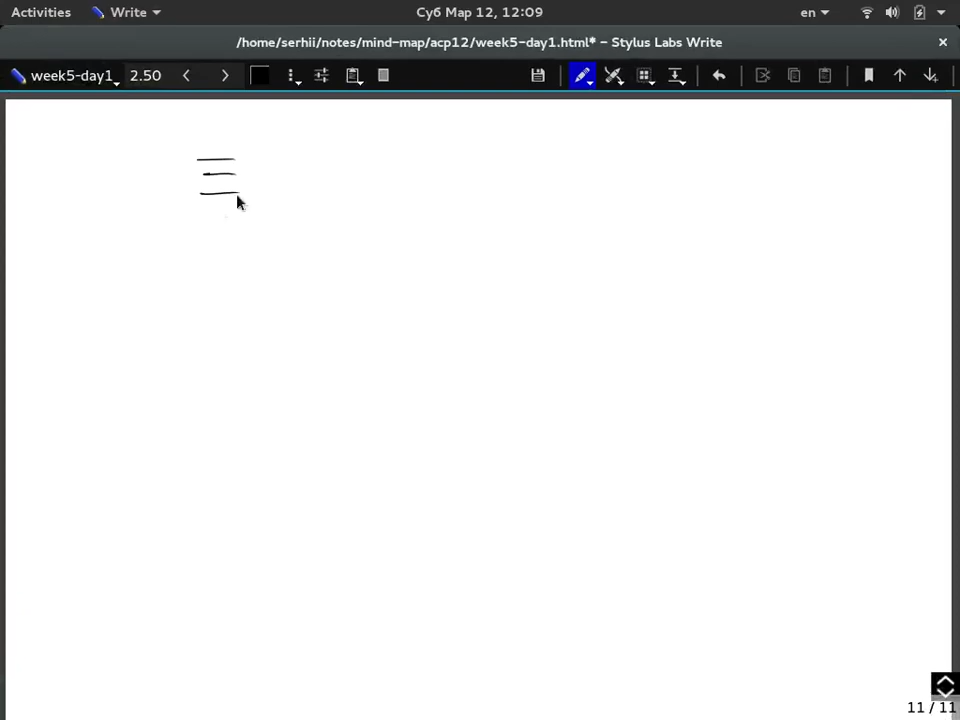 Activities Write Суб Мар 12, 12:09 en
/home/serhii/notes/mind-map/acp12/week5-day1.html* – Stylus Labs Write
week5-day1 2.50
11 / 11